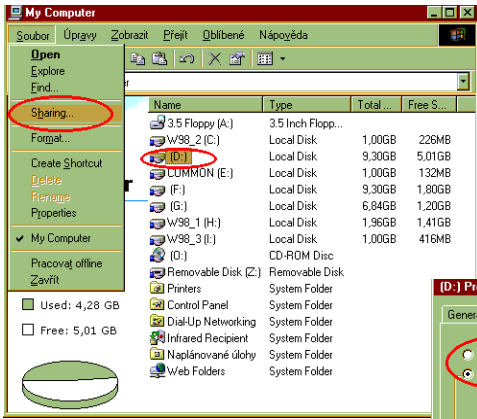 My Computer
Soubor Úpravy Zobrazit Přejít Oblíbené Nápověda
Open
Explore
Find...
Sharing...
Format...
Create Shortcut
Delete
Rename
Properties
My Computer
Pracovat offline
Zavřít
Name Type Total ... Free S...
3.5 Floppy (A:) 3.5 Inch Flopp...
W98_2 (C:) Local Disk 1,00GB 226MB
(D:) Local Disk 9,30GB 5,01GB
COMMON (E:) Local Disk 1,00GB 132MB
(F:) Local Disk 9,30GB 1,80GB
(G:) Local Disk 6,84GB 1,20GB
W98_1 (H:) Local Disk 1,96GB 1,41GB
W98_3 (I:) Local Disk 1,00GB 416MB
(O:) CD-ROM Disc
Removable Disk (Z:) Removable Disk
Printers System Folder
Control Panel System Folder
Dial-Up Networking System Folder
Infrared Recipient System Folder
Naplánované úlohy System Folder
Web Folders System Folder
Used: 4,28 GB
Free: 5,01 GB
(D:) Pr
Genera